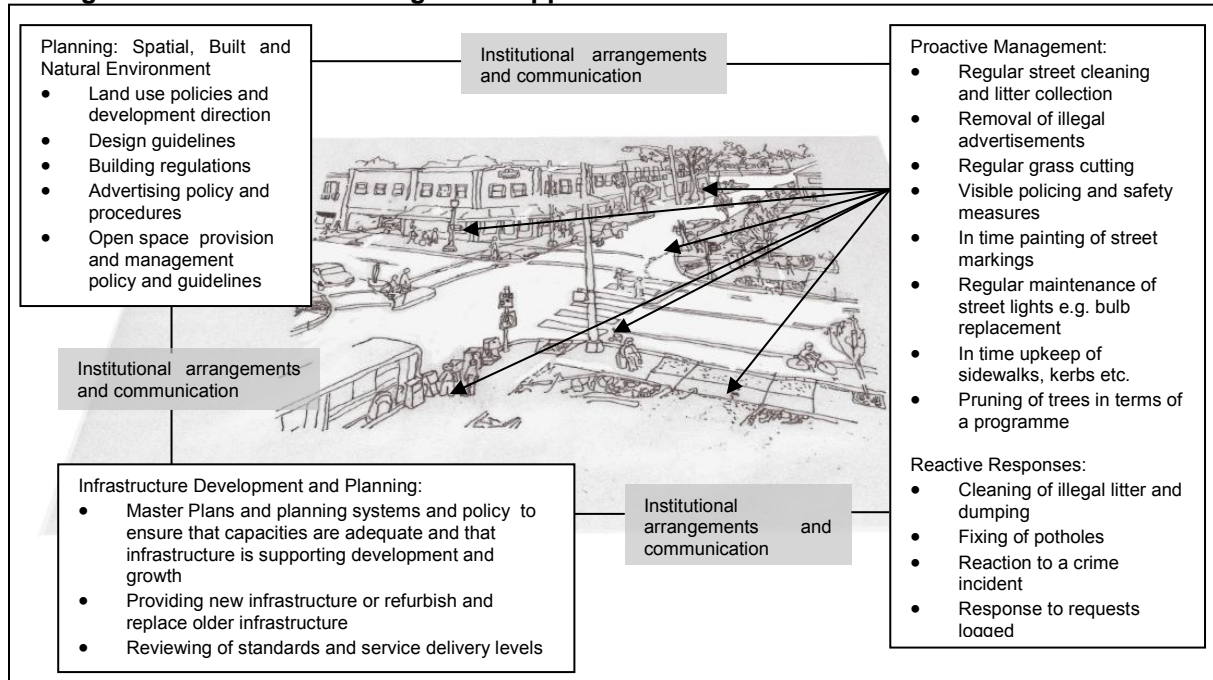 Planning: Spatial, Built and
Natural Environment
• Land use policies and
development direction
• Design guidelines
• Building regulations
• Advertising policy and
procedures
• Open space provision
and management
policy and guidelines
Institutional arrangements
and communication
Proactive Management:
• Regular street cleaning
and litter collection
• Removal of illegal
advertisements
• Regular grass cutting
• Visible policing and safety
measures
• In time painting of street
markings
• Regular maintenance of
street lights e.g. bulb
replacement
• In time upkeep of
sidewalks, kerbs etc.
• Pruning of trees in terms of
a programme
Reactive Responses:
• Cleaning of illegal litter and
dumping
• Fixing of potholes
• Reaction to a crime
incident
• Response to requests
logged
Institutional arrangements
and communication
Infrastructure Development and Planning:
• Master Plans and planning systems and policy to
ensure that capacities are adequate and that
infrastructure is supporting development and
growth
• Providing new infrastructure or refurbish and
replace older infrastructure
• Reviewing of standards and service delivery levels
Institutional
arrangements and
communication